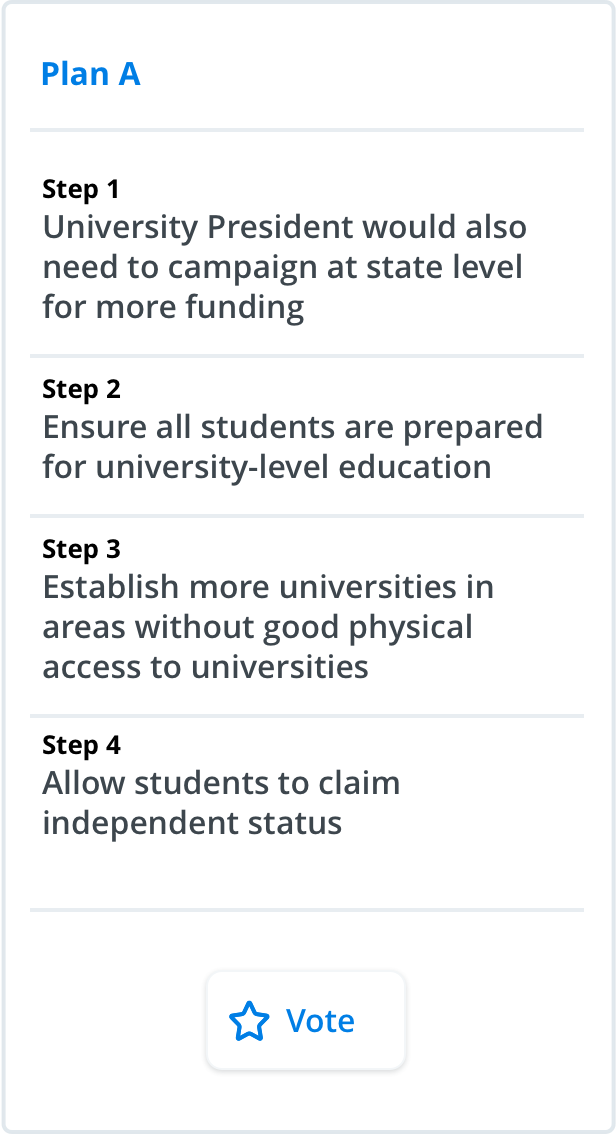 Plan A
Step 1
University President would also
need to campaign at state level
for more funding
Step 2
Ensure all students are prepared
for university-level education
Step 3
Establish more universities in
areas without good physical
access to universities
Step 4
Allow students to claim
independent status
Vote